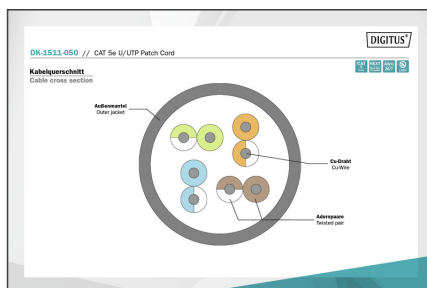 DIGITUS®
DK-1511-050 // CAT 5e U/UTP Patch Cord
Kabelquerschnitt
Cable cross section
Außenmantel
Outer jacket
Cu-Draht
Cu-Wire
Adernpaare
Twisted pair